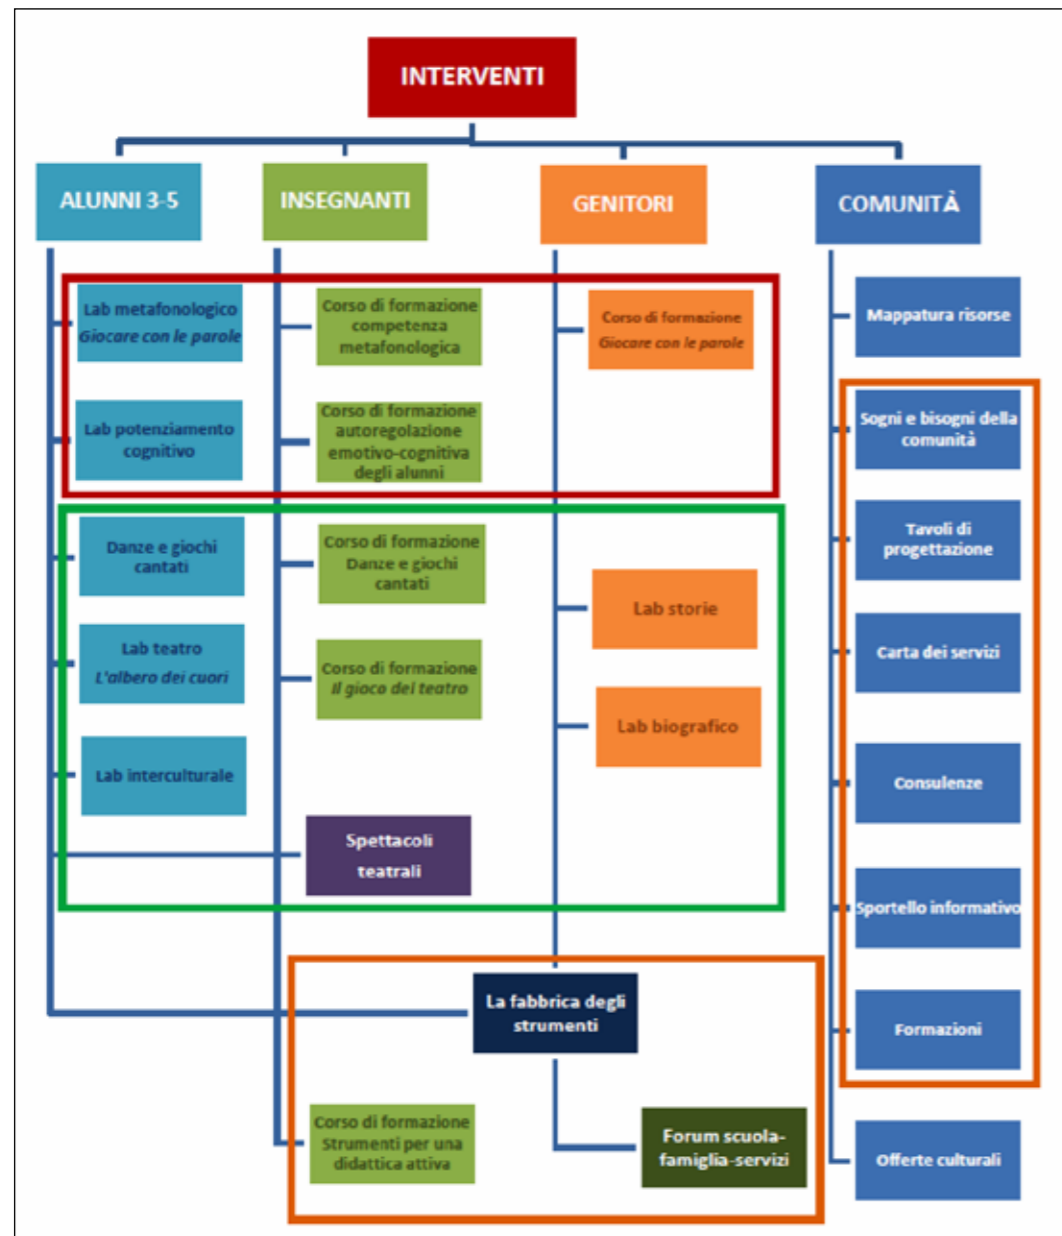 INTERVENTI
ALUNNI 3-5
INSEGNANTI
GENITORI
COMUNITÀ
Lab metafonologico
Giocare con le parole
Corso di formazione
competenza
metafonologica
Corso di formazione
Giocare con le parole
Mappatura risorse
Lab potenziamento
cognitivo
Corso di formazione
autoregolazione
emotivo-cognitiva
degli alunni
Sogni e bisogni della
comunità
Danze e giochi
cantati
Corso di formazione
Danze e giochi
cantati
Lab storie
Tavoli di
progettazione
Lab teatro
L'albero dei cuori
Corso di formazione
Il gioco del teatro
Lab biografico
Carta dei servizi
Lab interculturale
Consulenze
Spettacoli
teatrali
Sportello informativo
La fabbrica degli
strumenti
Formazioni
Corso di formazione
Strumenti per una
didattica attiva
Forum scuola-
famiglia-servizi
Offerte culturali